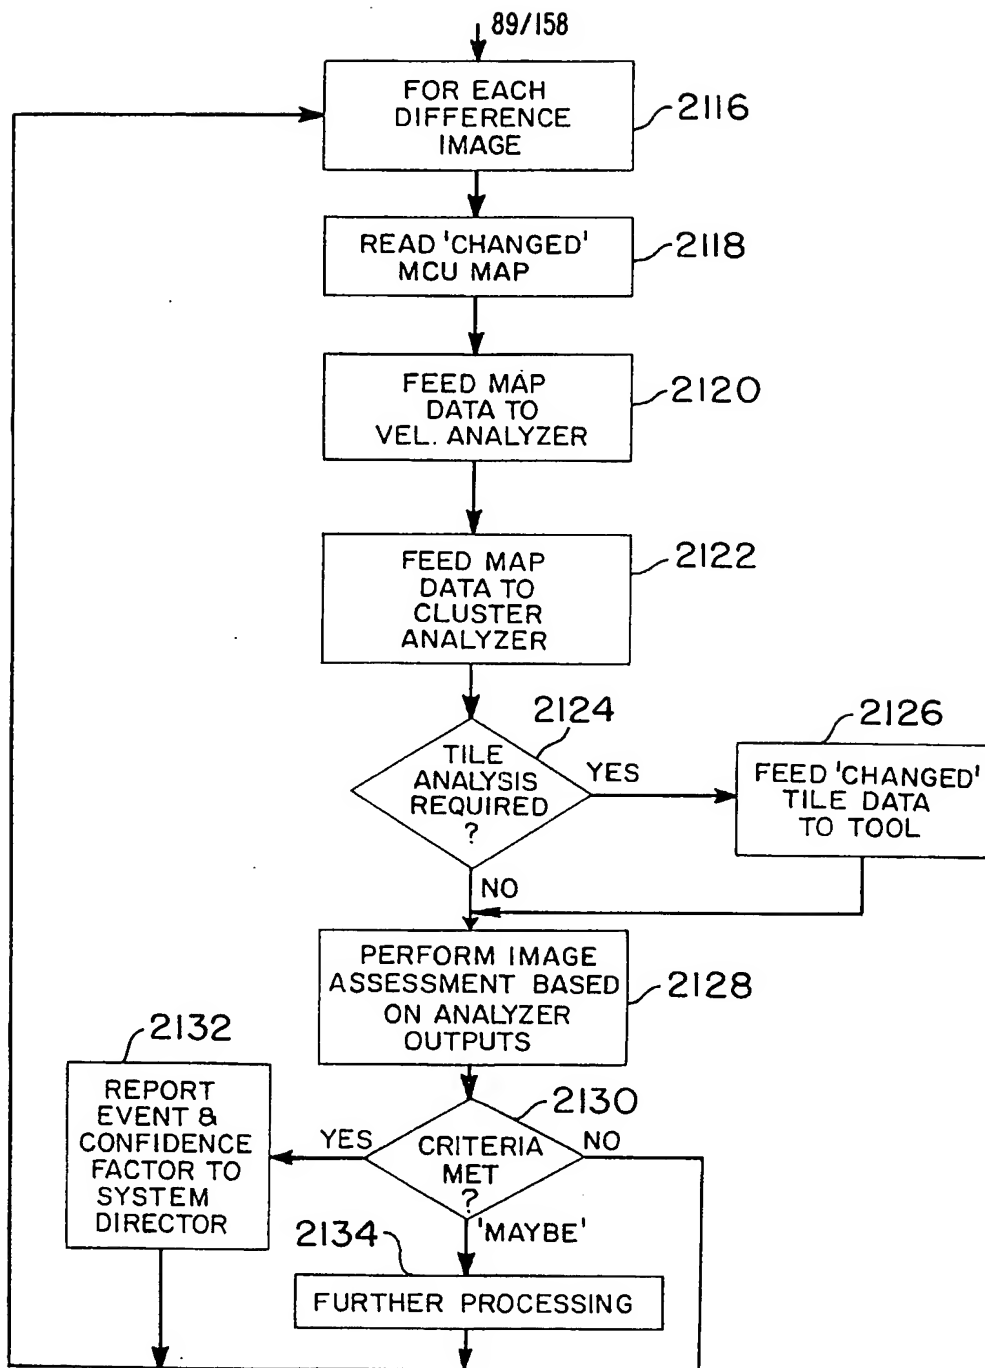 89/158
FOR EACH
DIFFERENCE
IMAGE
2116
READ 'CHANGED'
MCU MAP
2118
FEED MAP
DATA TO
VEL. ANALYZER
2120
FEED MAP
DATA TO
CLUSTER
ANALYZER
2122
2124
TILE
ANALYSIS
REQUIRED
?
YES
2126
FEED 'CHANGED'
TILE DATA
TO TOOL
NO
PERFORM IMAGE
ASSESSMENT BASED
ON ANALYZER
OUTPUTS
2128
2132
REPORT
EVENT &
CONFIDENCE
FACTOR TO
SYSTEM
DIRECTOR
YES
2130
CRITERIA
MET
?
NO
'MAYBE'
2134
FURTHER PROCESSING